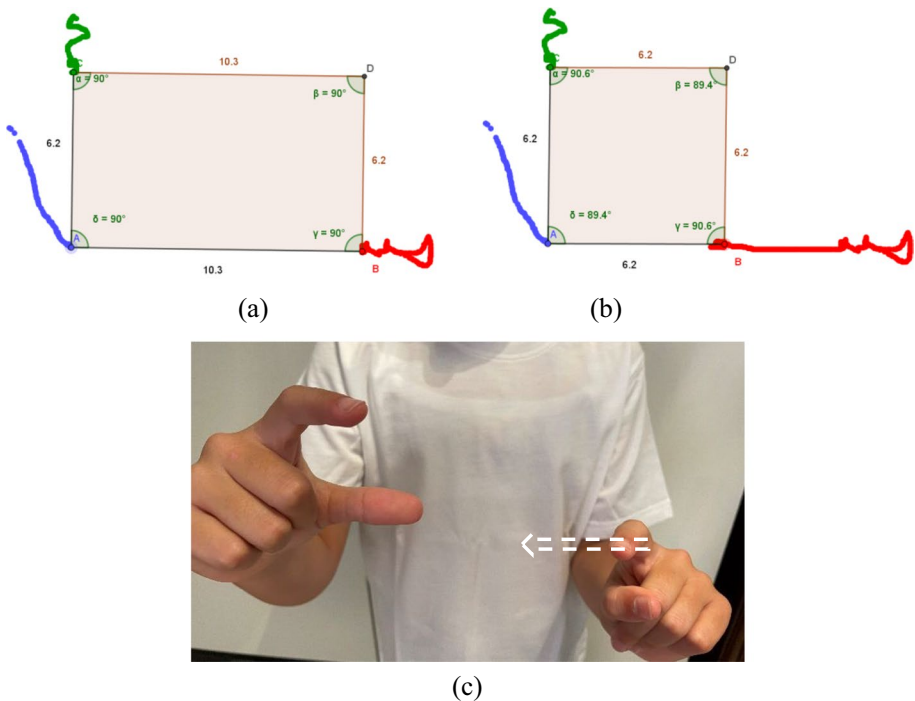 C
10.3
D
α = 90°
β = 90°
6.2
6.2
δ = 90°
A
γ = 90°
10.3
B
(a)
C
6.2
D
α = 90.6°
β = 89.4°
6.2
6.2
δ = 89.4°
A
γ = 90.6°
6.2
B
(b)
(c)